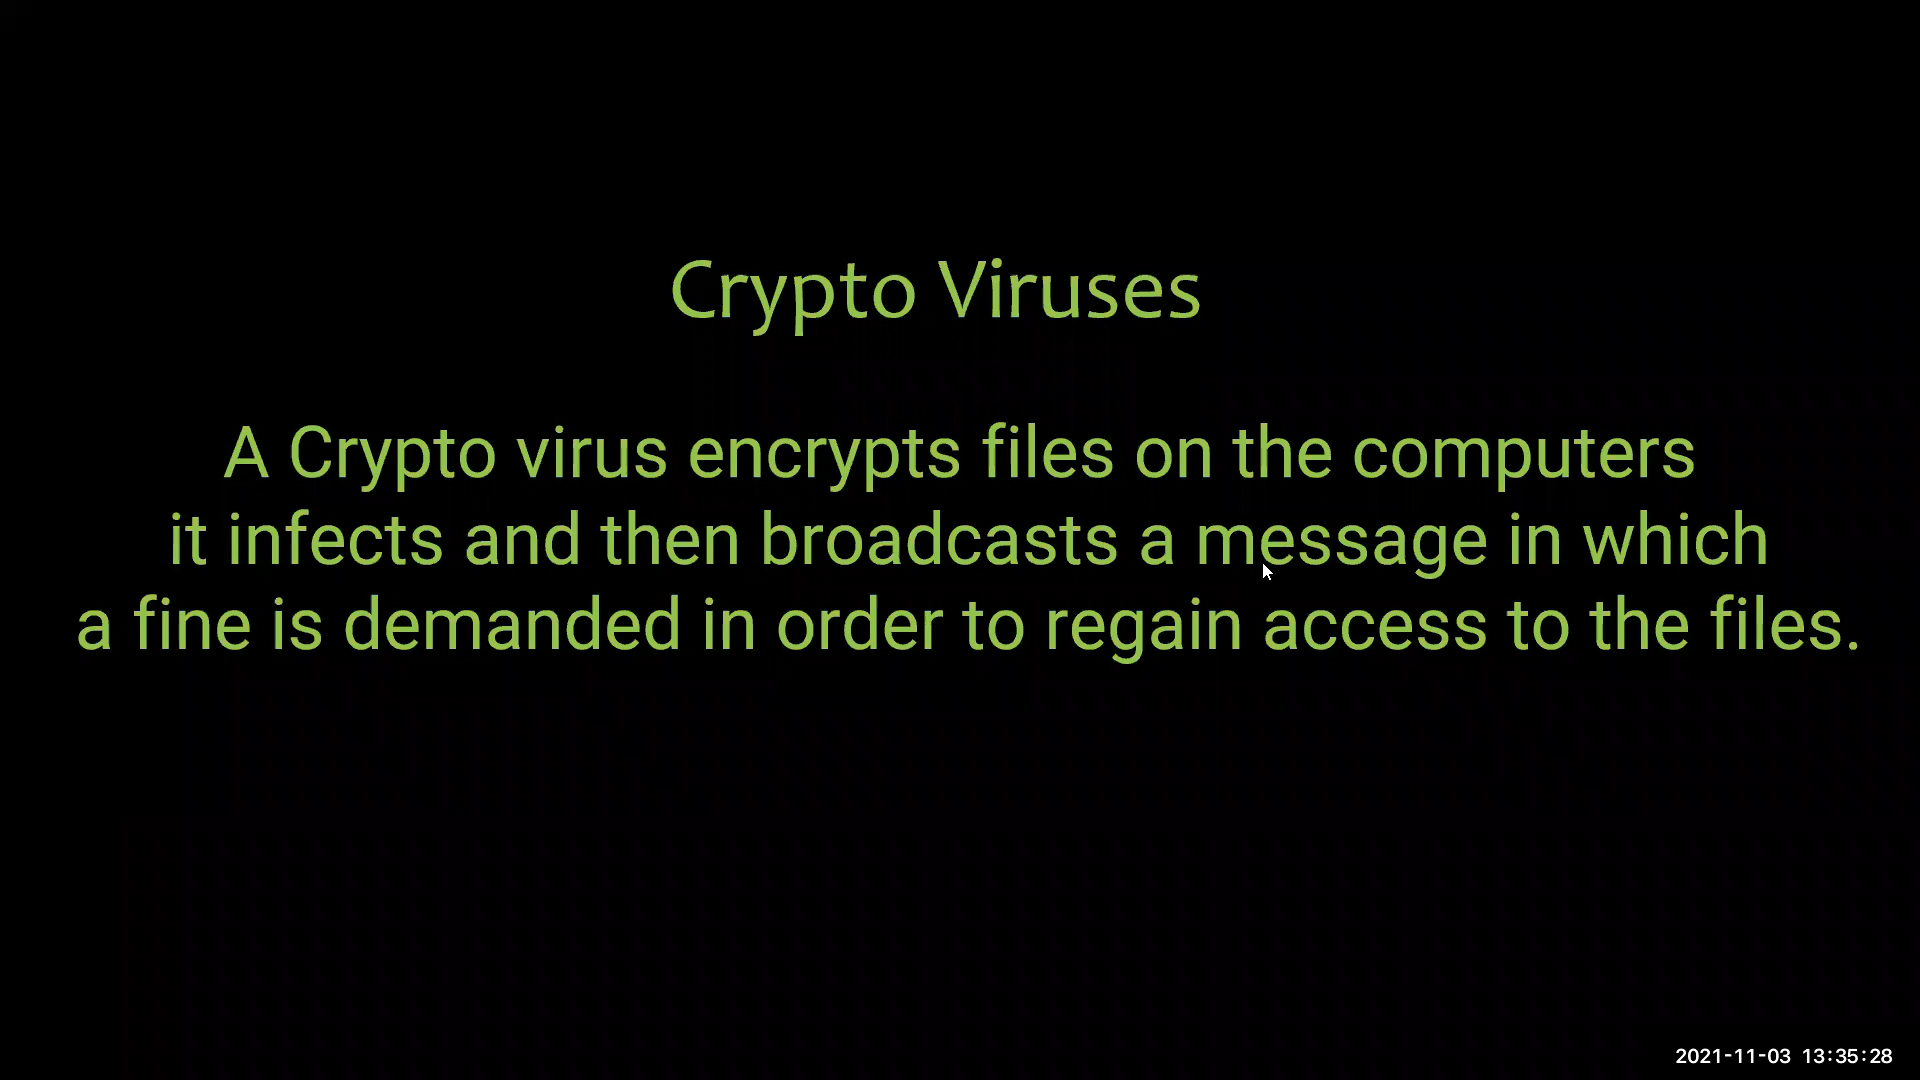 Crypto Viruses
A Crypto virus encrypts files on the computers
it infects and then broadcasts a message in which
a fine is demanded in order to regain access to the files.
2021-11-03 13:35:28